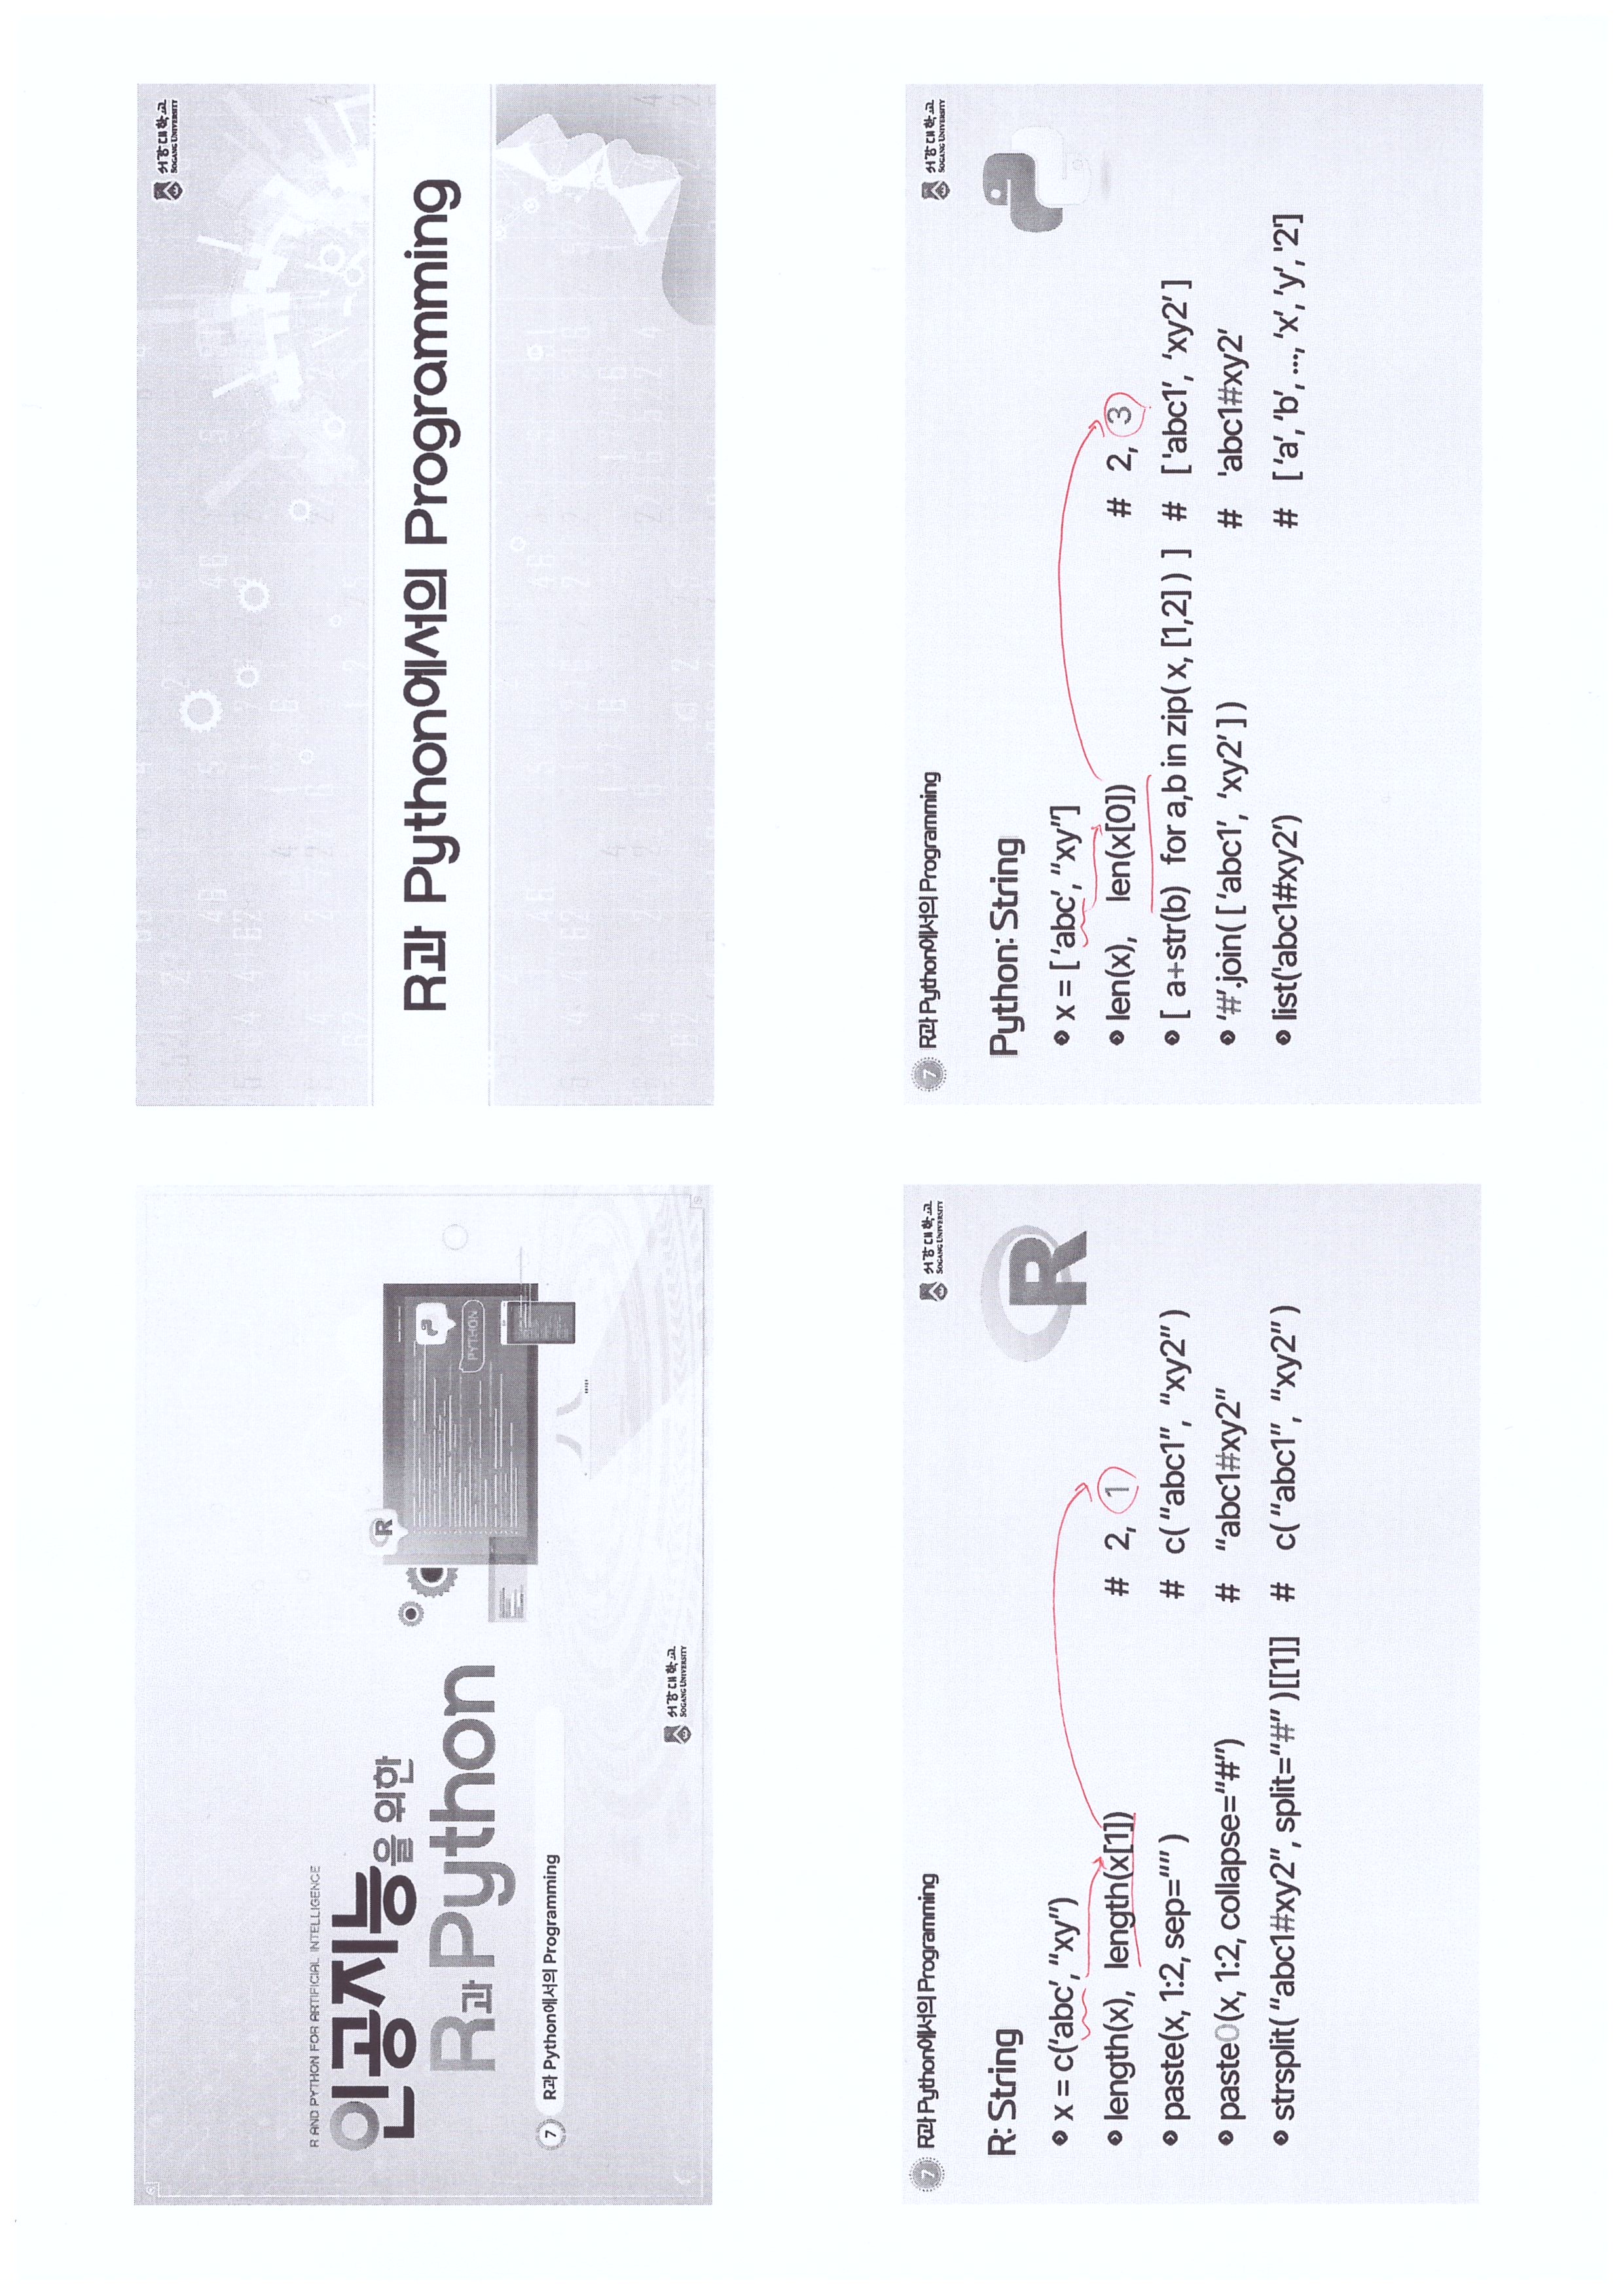 R AND PYTHON FOR ARTIFICIAL INTELLIGENCE
인공지능을 위한
R과 Python
PYTHON
7 R과 Python에서의 Programming
서강대학교
SOGANG UNIVERSITY
서강대학교
SOGANG UNIVERSITY
R과 Python에서의 Programming
7 R과 Python에서의 Programming
서강대학교
SOGANG UNIVERSITY
R: String
x = c(‘abc’, “xy”)
length(x), length(x[1]) # 2, 1
paste(x, 1:2, sep=“” ) # c( “abc1”, “xy2” )
paste0(x, 1:2, collapse=“#”) # “abc1#xy2”
strsplit( “abc1#xy2”, split=“#” )[[1]] # c( “abc1”, “xy2” )
7 R과 Python에서의 Programming
서강대학교
SOGANG UNIVERSITY
Python: String
x = [ ‘abc’, “xy”]
len(x), len(x[0]) # 2, 3
[ a+str(b) for a,b in zip( x, [1,2] ) ] # ['abc1’, ‘xy2’ ]
‘#’.join( [ ‘abc1’, ‘xy2’ ] ) # 'abc1#xy2’
list('abc1#xy2’) # [ ‘a’, ‘b’, ..., ‘x’, ’y’, ‘2’]